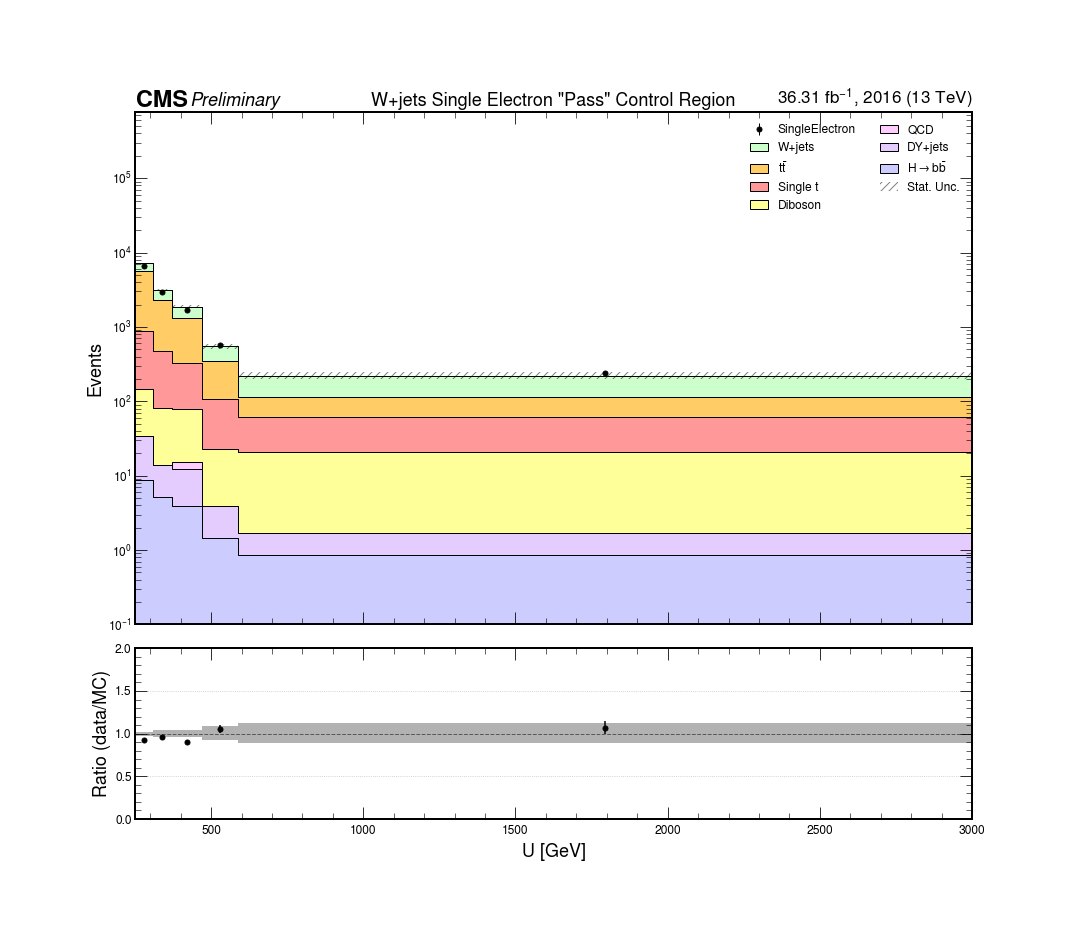 CMS Preliminary W+jets Single Electron "Pass" Control Region 36.31 fb⁻¹, 2016 (13 TeV)
SingleElectron
W+jets
tt̄
Single t
Diboson
QCD
DY+jets
H→bb̄
Stat. Unc.
Events
10⁵
10⁴
10³
10²
10¹
10⁰
10⁻¹
Ratio (data/MC)
2.0
1.5
1.0
0.5
0.0
500 1000 1500 2000 2500 3000
U [GeV]